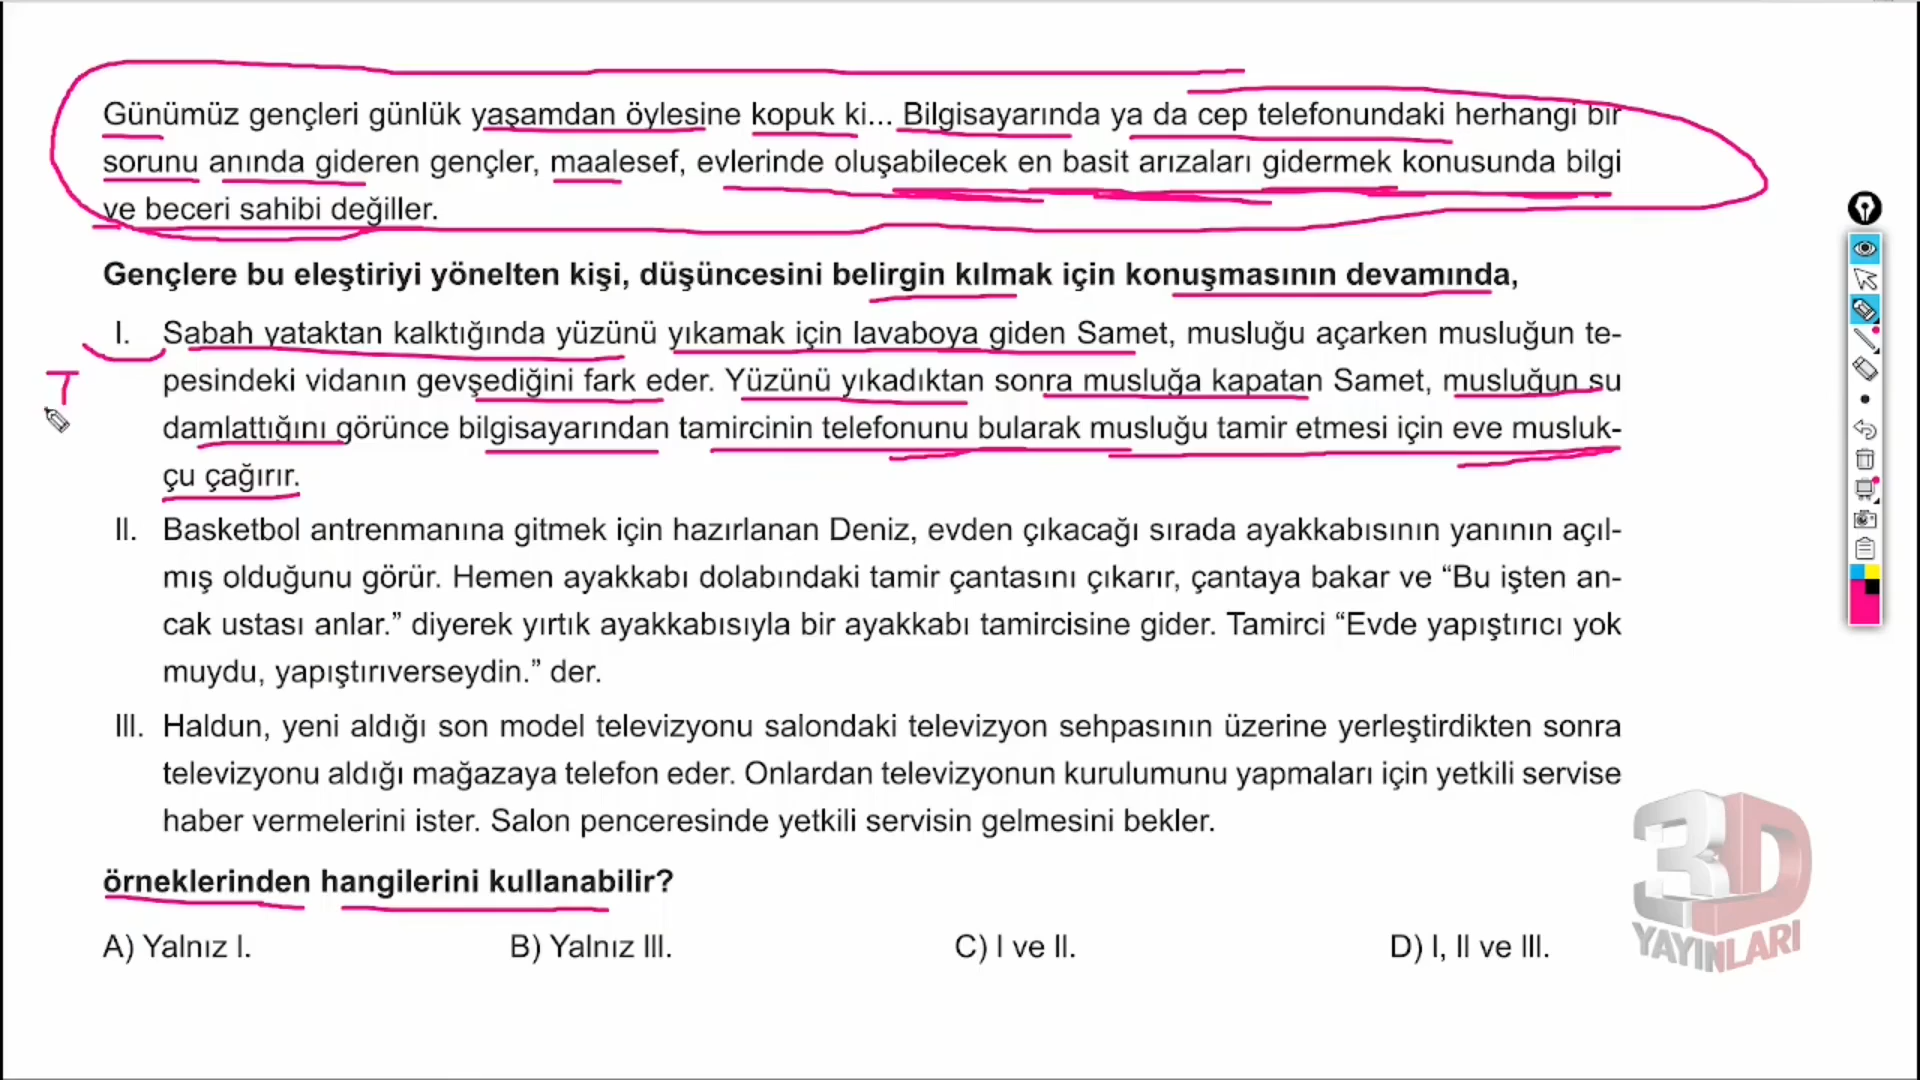 Günümüz gençleri günlük yaşamdan öylesine kopuk ki... Bilgisayarında ya da cep telefonundaki herhangi bir
sorunu anında gideren gençler, maalesef, evlerinde oluşabilecek en basit arızaları gidermek konusunda bilgi
ve beceri sahibi değiller.
Gençlere bu eleştiriyi yönelten kişi, düşüncesini belirgin kılmak için konuşmasının devamında,
I. Sabah yataktan kalktığında yüzünü yıkamak için lavaboya giden Samet, musluğu açarken musluğun te-
pesindeki vidanın gevşediğini fark eder. Yüzünü yıkadıktan sonra musluğa kapatan Samet, musluğun su
damlattığını görünce bilgisayarından tamircinin telefonunu bularak musluğu tamir etmesi için eve musluk-
çu çağırır.
II. Basketbol antrenmanına gitmek için hazırlanan Deniz, evden çıkacağı sırada ayakkabısının yanının açıl-
mış olduğunu görür. Hemen ayakkabı dolabındaki tamir çantasını çıkarır, çantaya bakar ve “Bu işten an-
cak ustası anlar.” diyerek yırtık ayakkabısıyla bir ayakkabı tamircisine gider. Tamirci “Evde yapıştırıcı yok
muydu, yapıştırıverseydin.” der.
III. Haldun, yeni aldığı son model televizyonu salondaki televizyon sehpasının üzerine yerleştirdikten sonra
televizyonu aldığı mağazaya telefon eder. Onlardan televizyonun kurulumunu yapmaları için yetkili servise
haber vermelerini ister. Salon penceresinde yetkili servisin gelmesini bekler.
örneklerinden hangilerini kullanabilir?
A) Yalnız I. B) Yalnız III. C) I ve II. D) I, II ve III.
3D
YAYINLARI